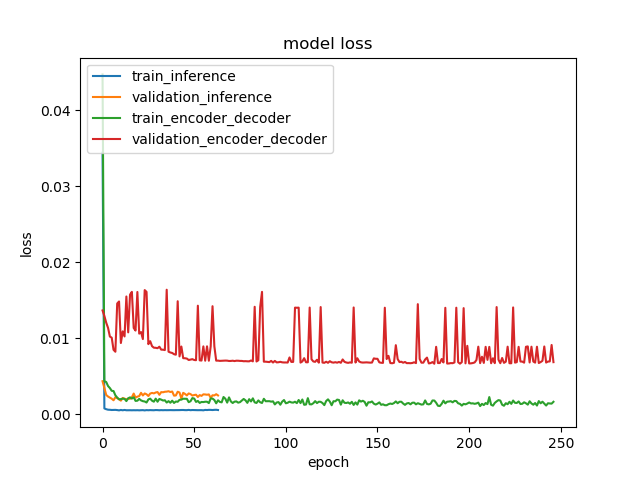 model loss
train_inference
validation_inference
train_encoder_decoder
validation_encoder_decoder
loss
0.04
0.03
0.02
0.01
0.00
0 50 100 150 200 250
epoch